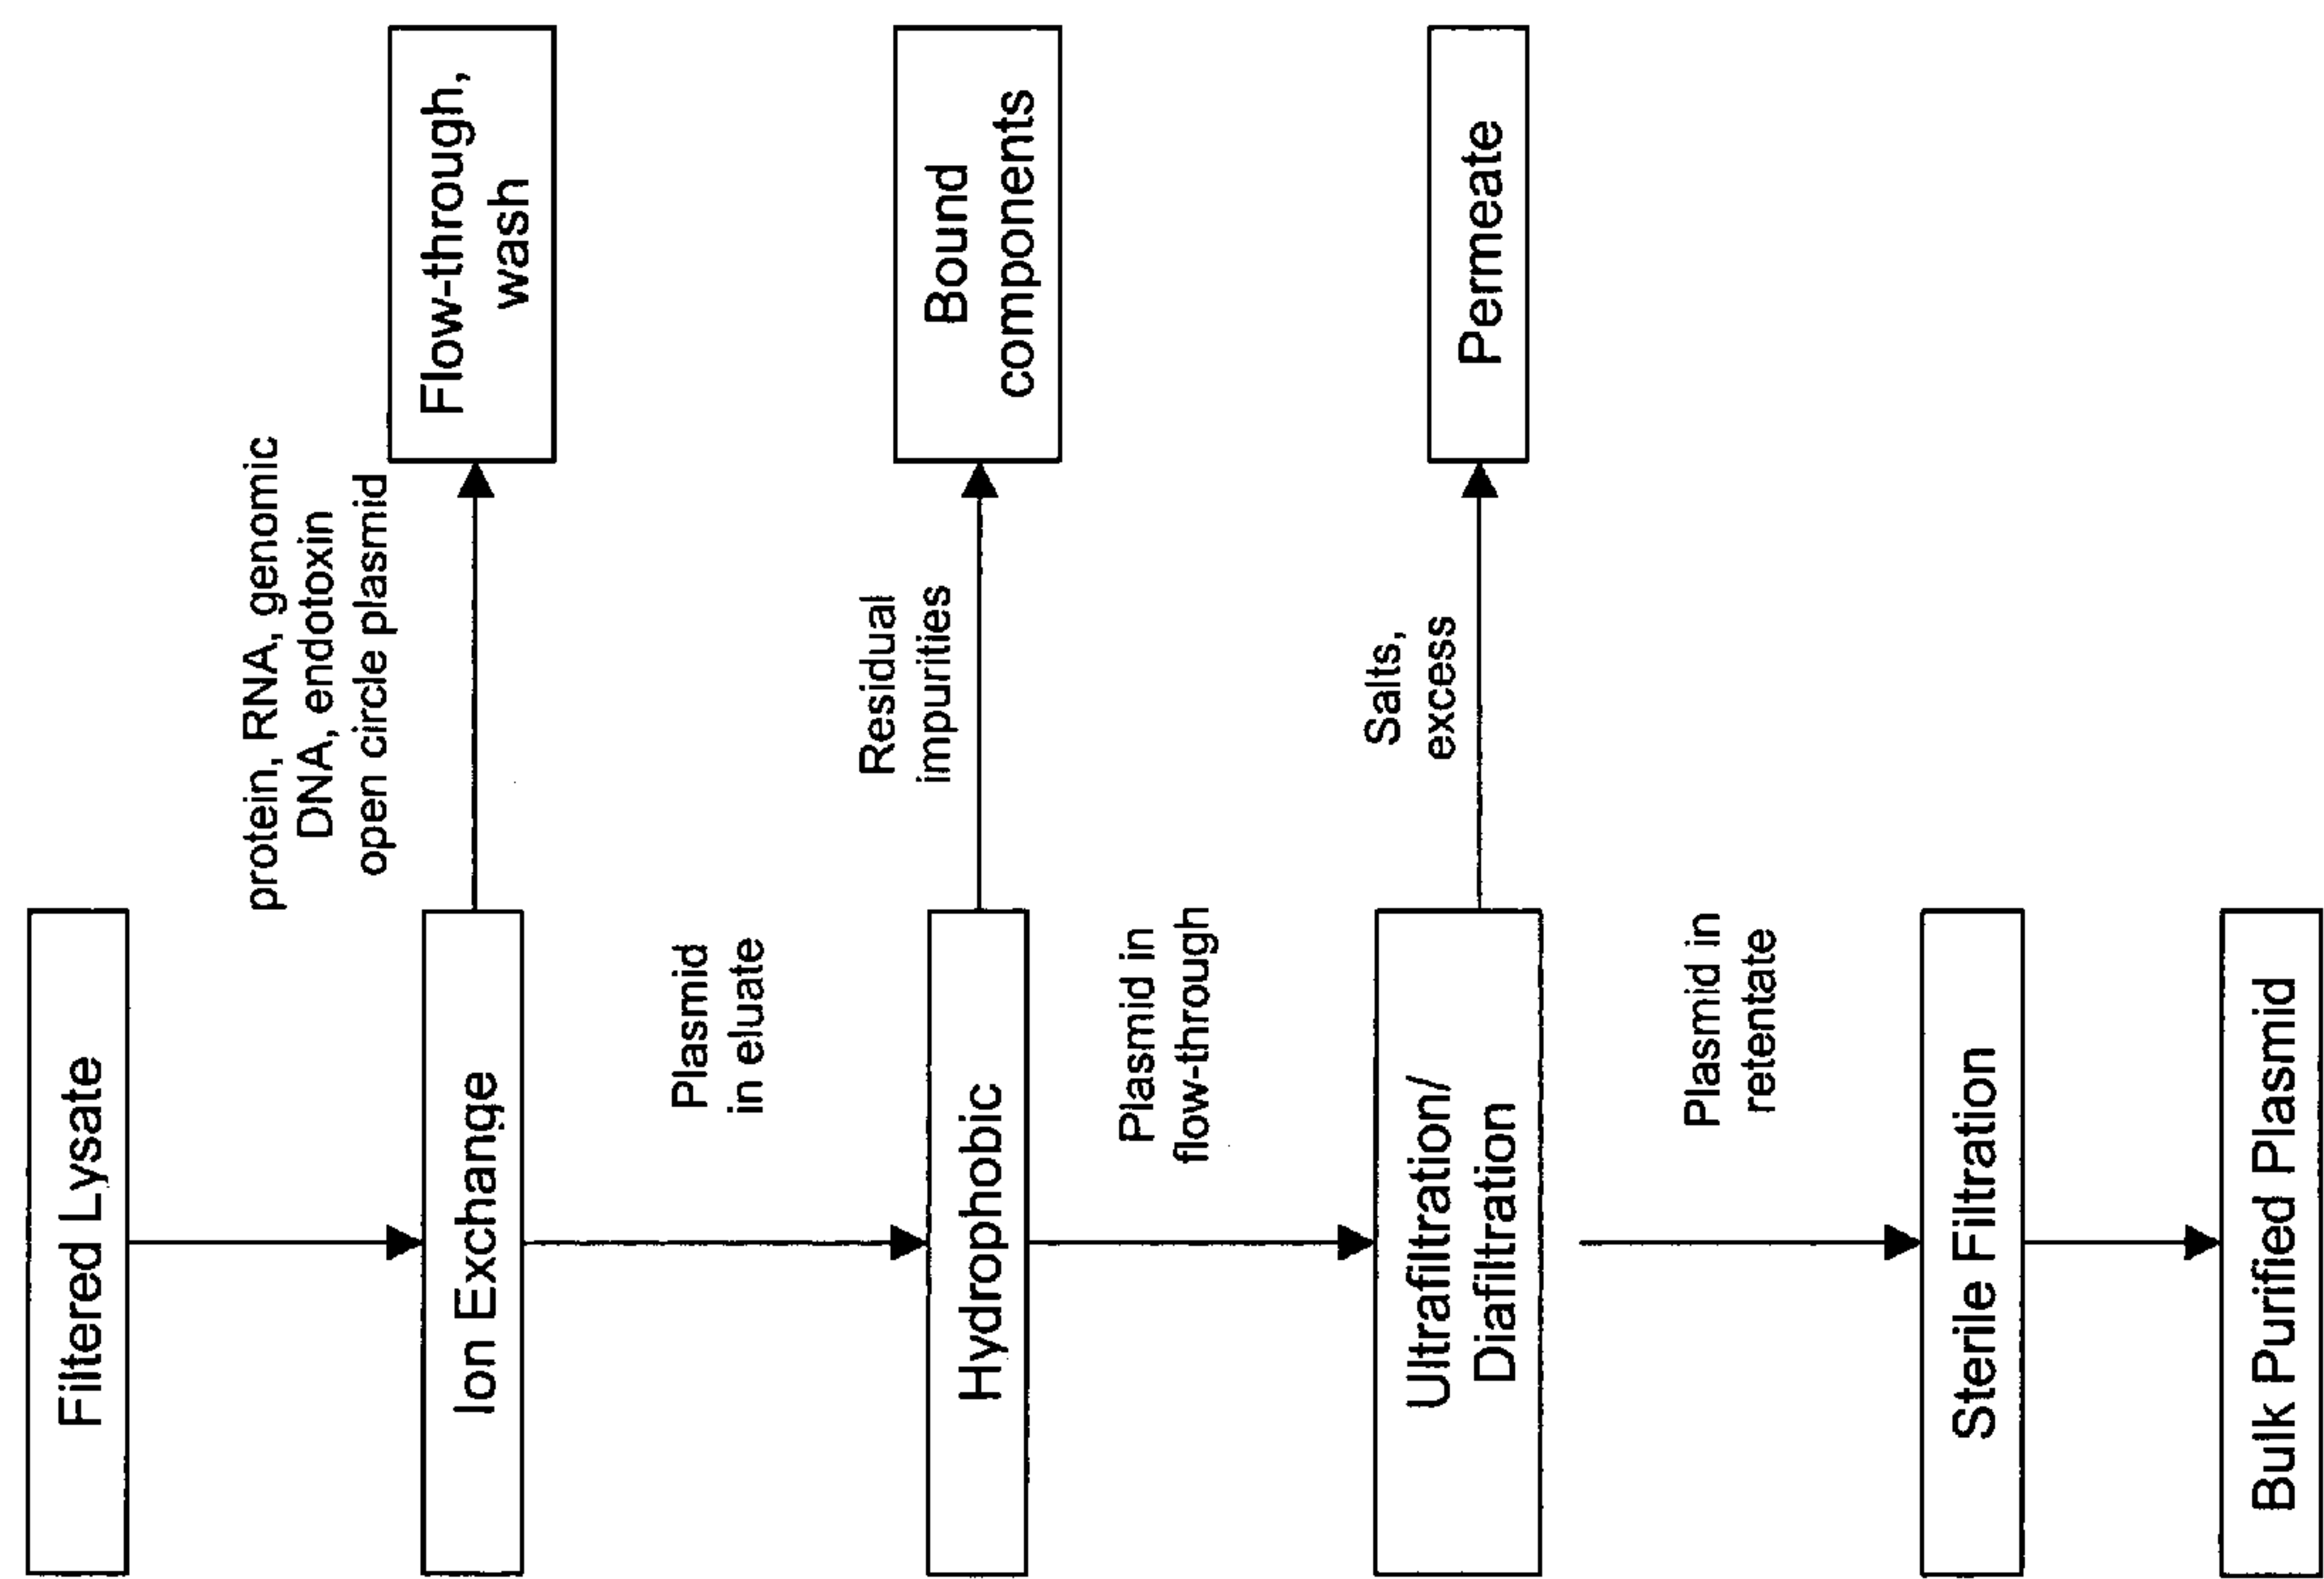 Filtered Lysate
protein, RNA, genomic
DNA, endotoxin
open circle plasmid
Ion Exchange
Flow-through,
wash
Plasmid
in eluate
Residual
impurities
Hydrophobic
Bound
components
Plasmid in
flow-through
Salts,
excess
Ultrafiltration/
Diafiltration
Permeate
Plasmid in
retentate
Sterile Filtration
Bulk Purified Plasmid